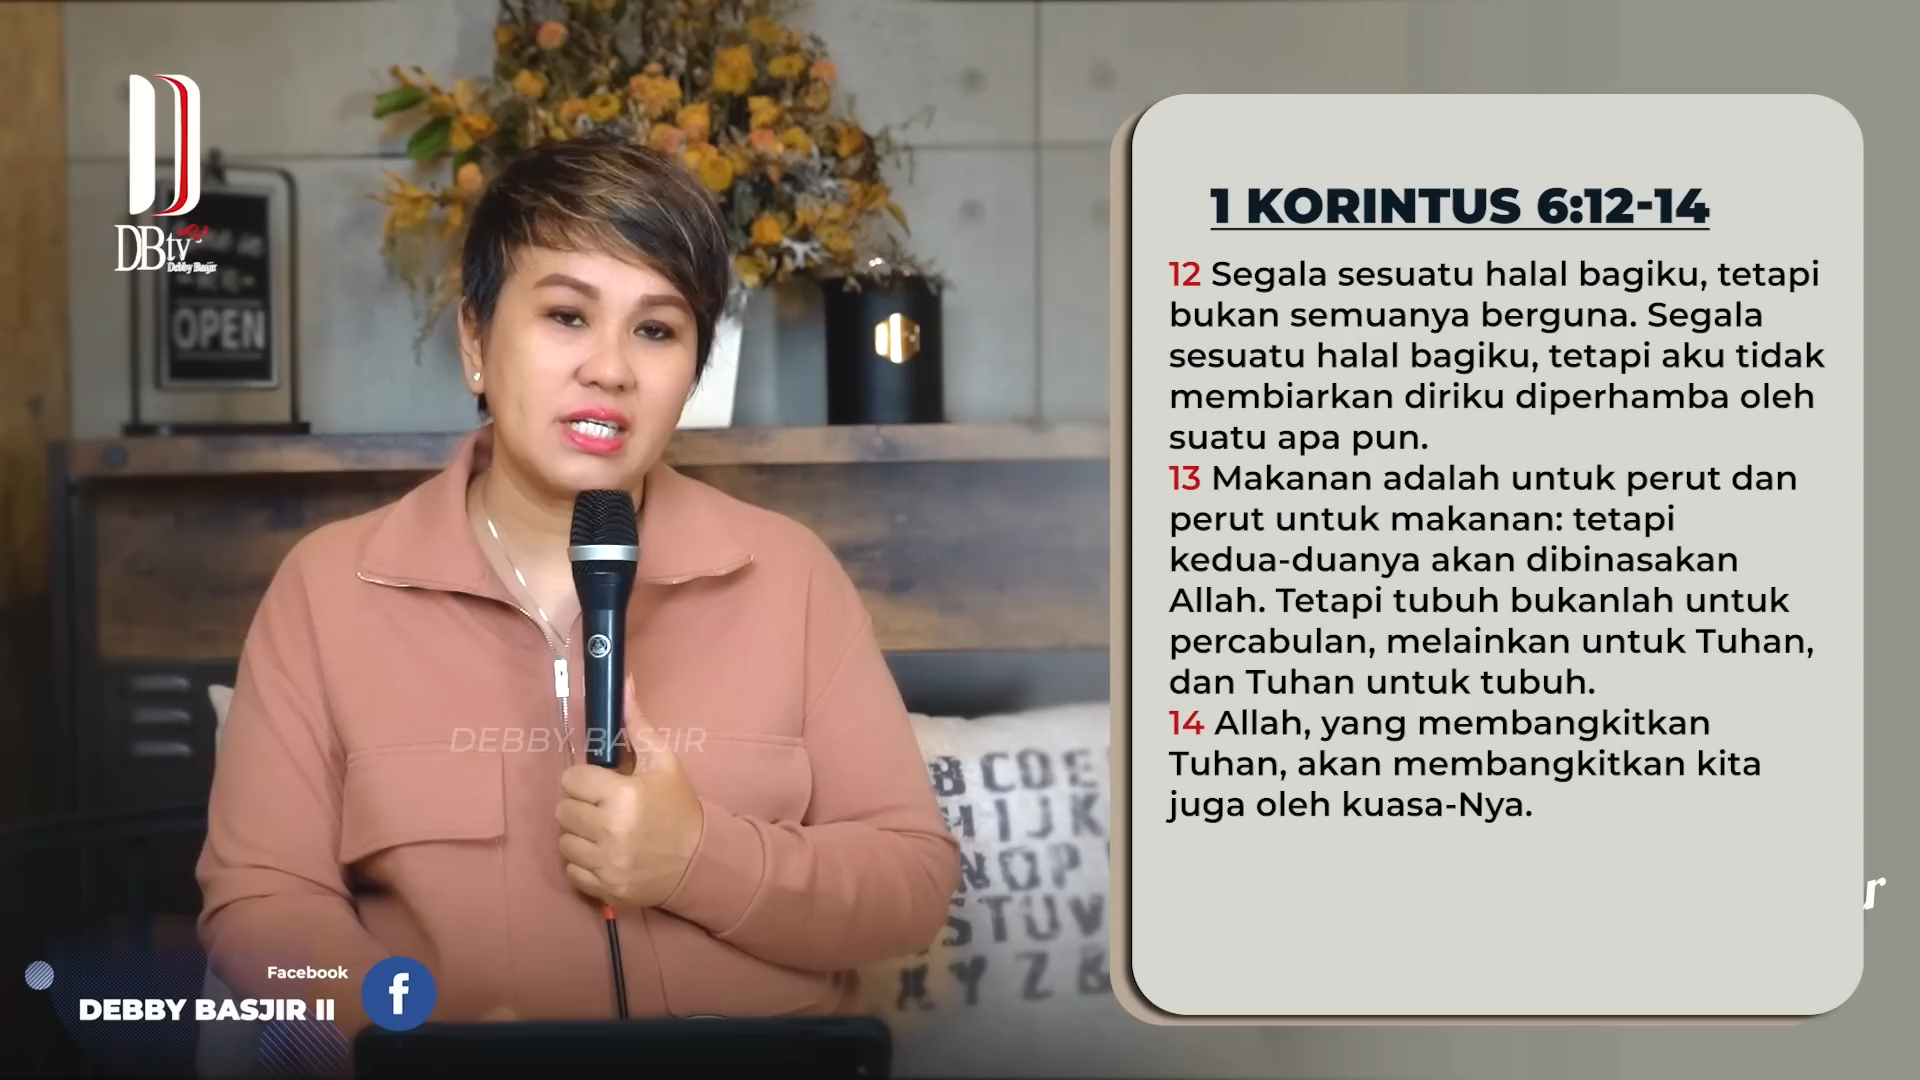 DBtv
Debby Basjir
OPEN
1 KORINTUS 6:12-14
12 Segala sesuatu halal bagiku, tetapi
bukan semuanya berguna. Segala
sesuatu halal bagiku, tetapi aku tidak
membiarkan diriku diperhamba oleh
suatu apa pun.
13 Makanan adalah untuk perut dan
perut untuk makanan: tetapi
kedua-duanya akan dibinasakan
Allah. Tetapi tubuh bukanlah untuk
percabulan, melainkan untuk Tuhan,
dan Tuhan untuk tubuh.
14 Allah, yang membangkitkan
Tuhan, akan membangkitkan kita
juga oleh kuasa-Nya.
DEBBY BASJIR
B C D E
H I J K
N O P
S T U V
X Y Z &
r
Facebook
DEBBY BASJIR II
f